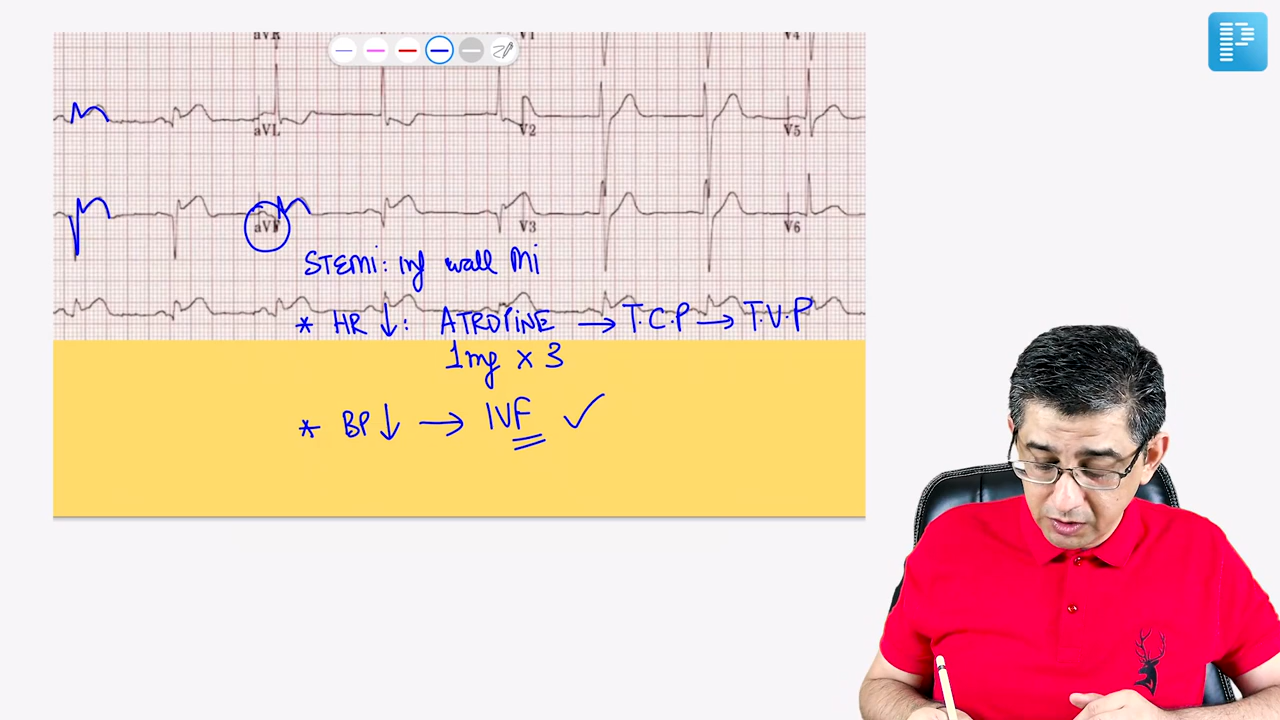 aVR V1 V4
aVL V2 V5
aVF V3 V6
STEMI: inf wall MI
* HR ↓: ATROPINE → T.C.P → T.V.P
1mg × 3
* BP ↓ → IVF ✓